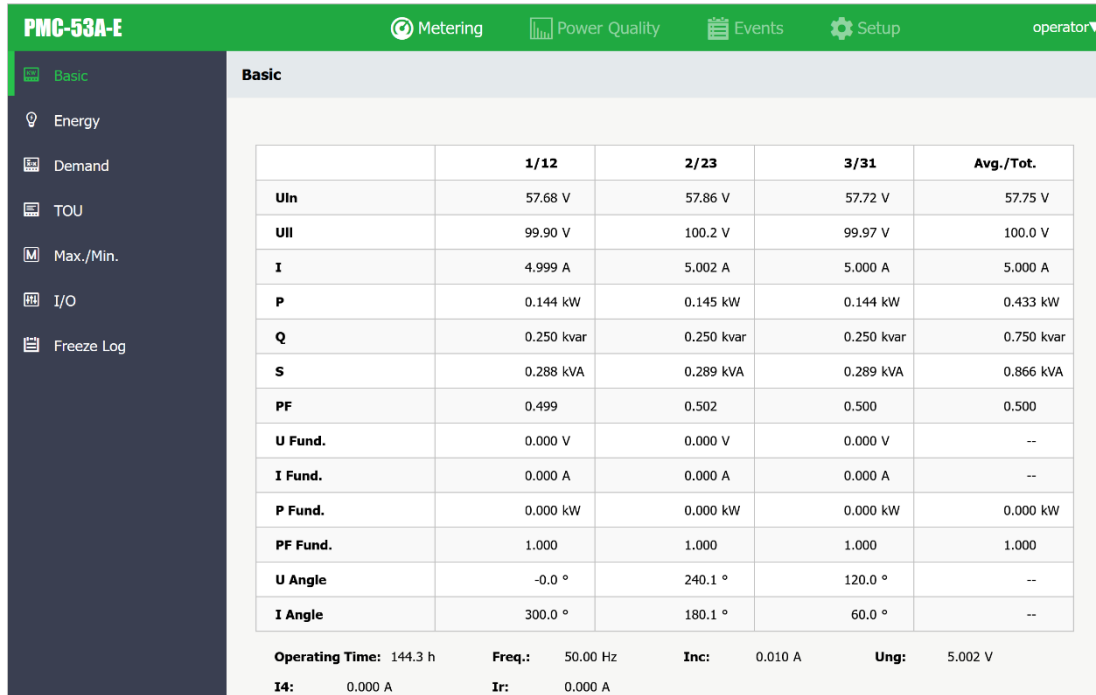 PMC-53A-E Metering Power Quality Events Setup operator▼
Basic
Energy
Demand
TOU
Max./Min.
I/O
Freeze Log
Basic
1/12 2/23 3/31 Avg./Tot.
Uln 57.68 V 57.86 V 57.72 V 57.75 V
Ull 99.90 V 100.2 V 99.97 V 100.0 V
I 4.999 A 5.002 A 5.000 A 5.000 A
P 0.144 kW 0.145 kW 0.144 kW 0.433 kW
Q 0.250 kvar 0.250 kvar 0.250 kvar 0.750 kvar
S 0.288 kVA 0.289 kVA 0.289 kVA 0.866 kVA
PF 0.499 0.502 0.500 0.500
U Fund. 0.000 V 0.000 V 0.000 V --
I Fund. 0.000 A 0.000 A 0.000 A --
P Fund. 0.000 kW 0.000 kW 0.000 kW 0.000 kW
PF Fund. 1.000 1.000 1.000 1.000
U Angle -0.0 ° 240.1 ° 120.0 ° --
I Angle 300.0 ° 180.1 ° 60.0 ° --
Operating Time: 144.3 h Freq.: 50.00 Hz Inc: 0.010 A Ung: 5.002 V
I4: 0.000 A Ir: 0.000 A